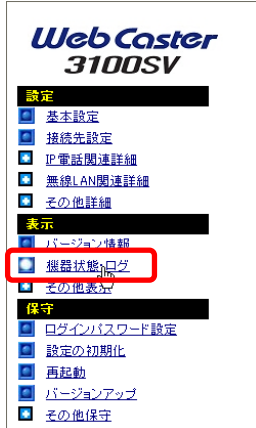 Web Caster
3100SV
設定
基本設定
接続先設定
IP電話関連詳細
無線LAN関連詳細
その他詳細
表示
バージョン情報
機器状態・ログ
その他表示
保守
ログインパスワード設定
設定の初期化
再起動
バージョンアップ
その他保守